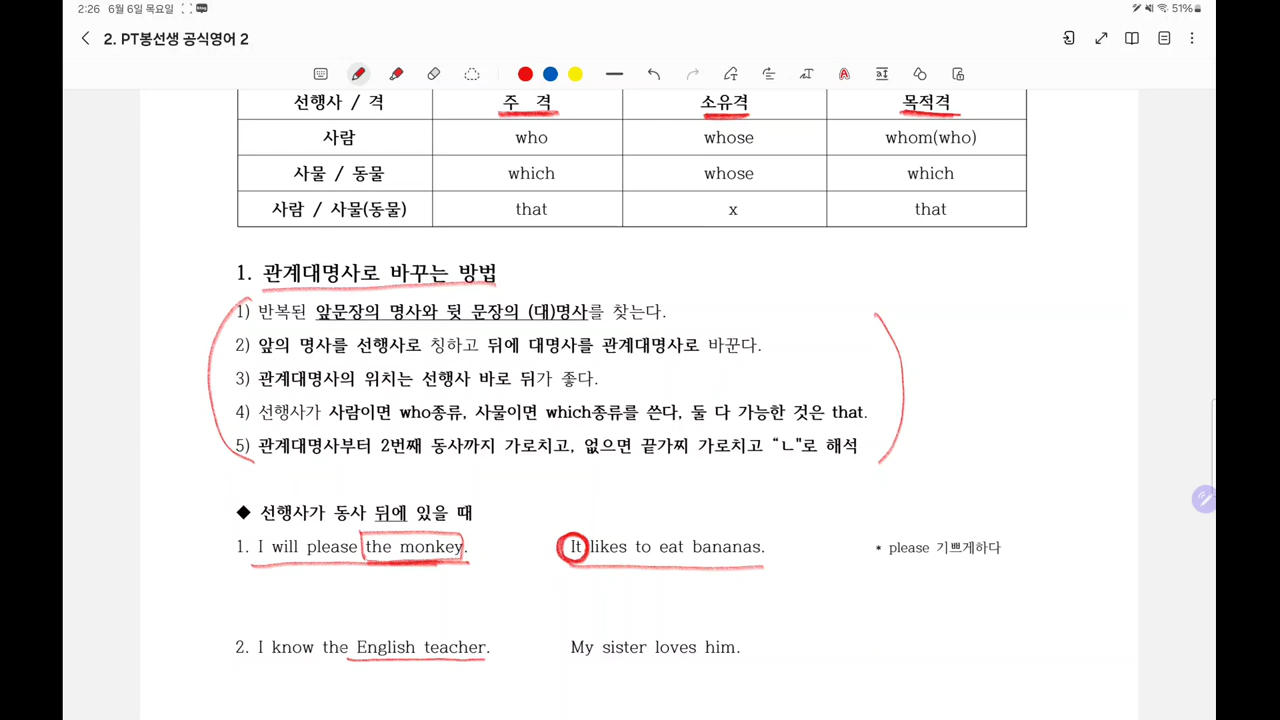 2:26 6월 6일 목요일 51%
2. PT봉선생 공식영어 2
선행사 / 격 주 격 소유격 목적격
사람 who whose whom(who)
사물 / 동물 which whose which
사람 / 사물(동물) that x that
1. 관계대명사로 바꾸는 방법
1) 반복된 앞문장의 명사와 뒷 문장의 (대)명사를 찾는다.
2) 앞의 명사를 선행사로 칭하고 뒤에 대명사를 관계대명사로 바꾼다.
3) 관계대명사의 위치는 선행사 바로 뒤가 좋다.
4) 선행사가 사람이면 who종류, 사물이면 which종류를 쓴다, 둘 다 가능한 것은 that.
5) 관계대명사부터 2번째 동사까지 가로치고, 없으면 끝가찌 가로치고 “ㄴ"로 해석
◆ 선행사가 동사 뒤에 있을 때
1. I will please the monkey. It likes to eat bananas. * please 기쁘게하다
2. I know the English teacher. My sister loves him.